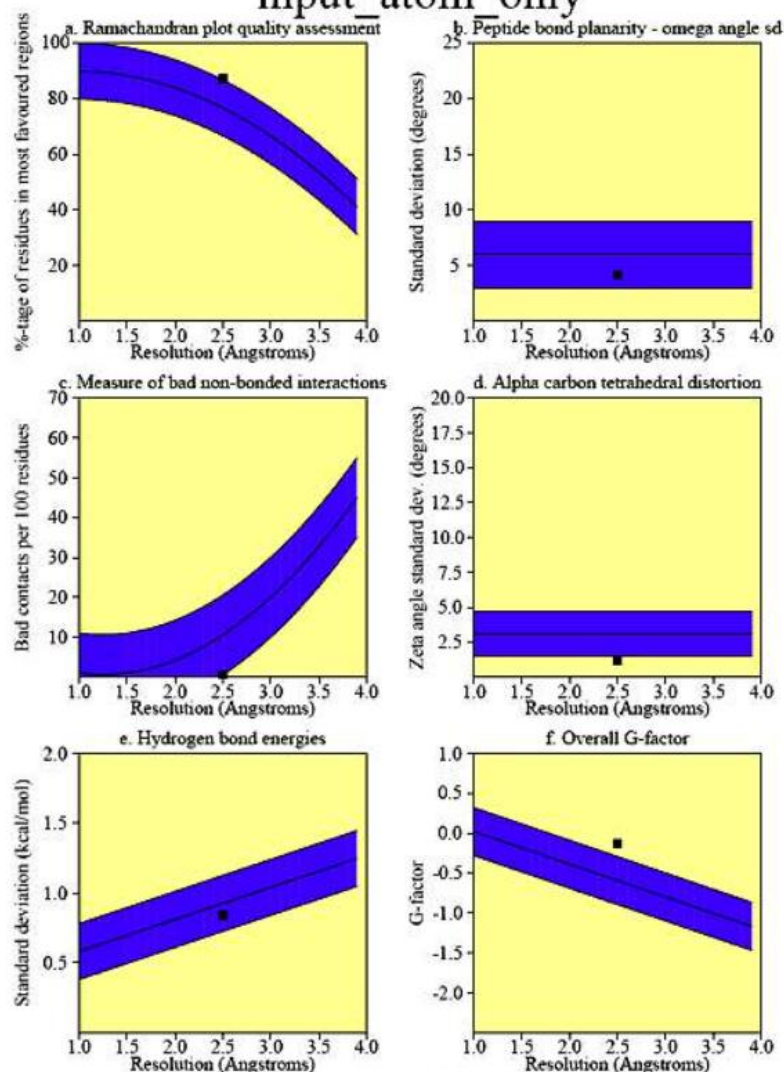 Input_atom_only
a. Ramachandran plot quality assessment
%-tage of residues in most favoured regions
100
80
60
40
20
1.0 1.5 2.0 2.5 3.0 3.5 4.0
Resolution (Angstroms)
b. Peptide bond planarity - omega angle sd
Standard deviation (degrees)
25
20
15
10
5
1.0 1.5 2.0 2.5 3.0 3.5 4.0
Resolution (Angstroms)
c. Measure of bad non-bonded interactions
Bad contacts per 100 residues
70
60
50
40
30
20
10
1.0 1.5 2.0 2.5 3.0 3.5 4.0
Resolution (Angstroms)
d. Alpha carbon tetrahedral distortion
Zeta angle standard dev. (degrees)
20.0
17.5
15.0
12.5
10.0
7.5
5.0
2.5
1.0 1.5 2.0 2.5 3.0 3.5 4.0
Resolution (Angstroms)
e. Hydrogen bond energies
Standard deviation (kcal/mol)
2.0
1.5
1.0
0.5
1.0 1.5 2.0 2.5 3.0 3.5 4.0
Resolution (Angstroms)
f. Overall G-factor
G-factor
1.0
0.5
0.0
-0.5
-1.0
-1.5
-2.0
1.0 1.5 2.0 2.5 3.0 3.5 4.0
Resolution (Angstroms)